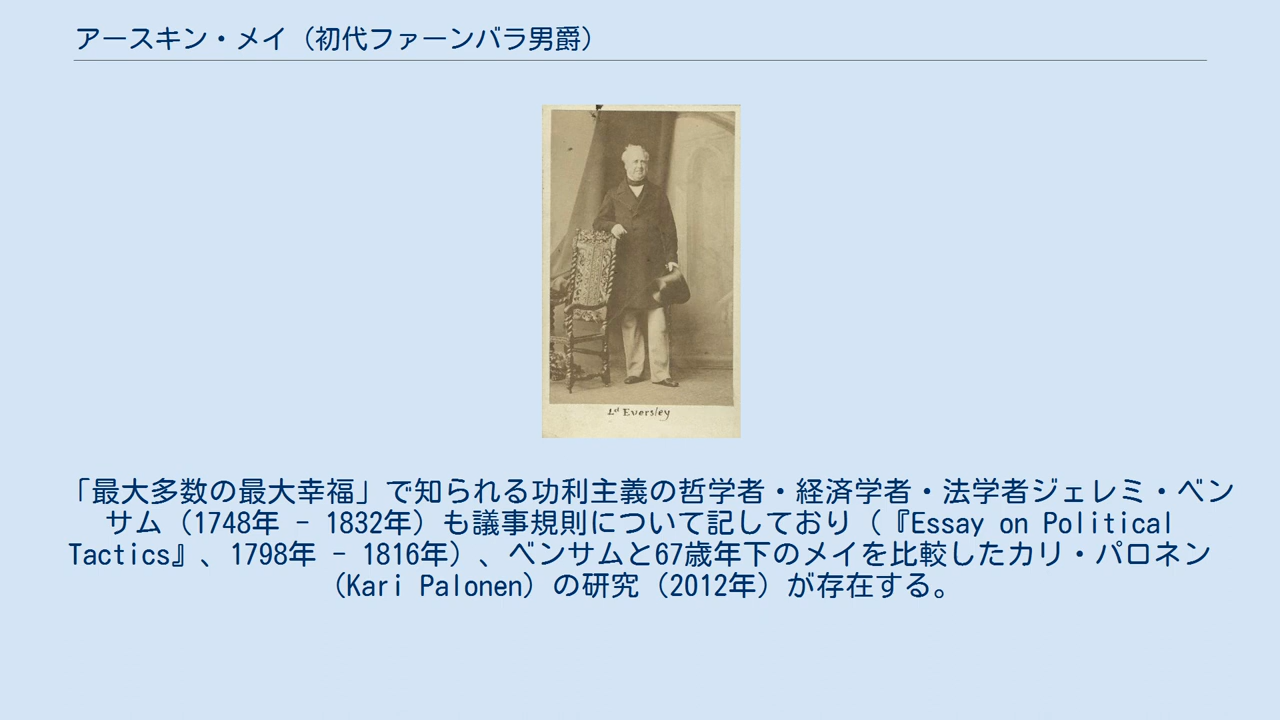 アースキン・メイ（初代ファーンバラ男爵）
Ld Eversley
「最大多数の最大幸福」で知られる功利主義の哲学者・経済学者・法学者ジェレミ・ベン
サム（1748年 - 1832年）も議事規則について記しており（『Essay on Political
Tactics』、1798年 - 1816年）、ベンサムと67歳年下のメイを比較したカリ・パロネン
（Kari Palonen）の研究（2012年）が存在する。